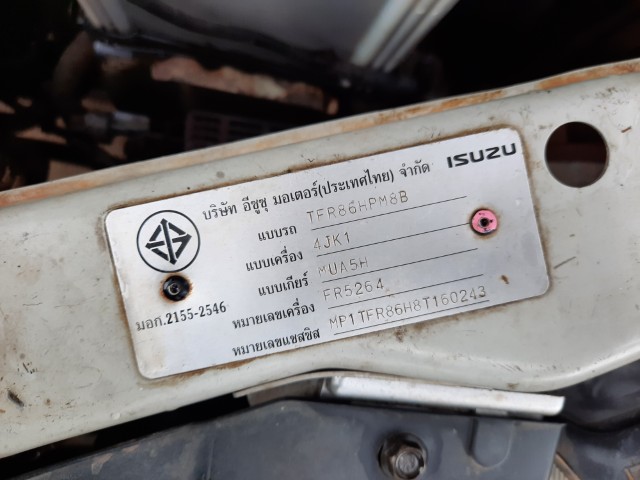 บริษัท อีซูซุ มอเตอร์(ประเทศไทย) จำกัด ISUZU
แบบรถ TFR86HPM8B
แบบเครื่อง 4JK1
แบบเกียร์ MUA5H
หมายเลขเครื่อง FR5264
หมายเลขแชสซิส MP1TFR86H8T160243
มอก.2155-2546